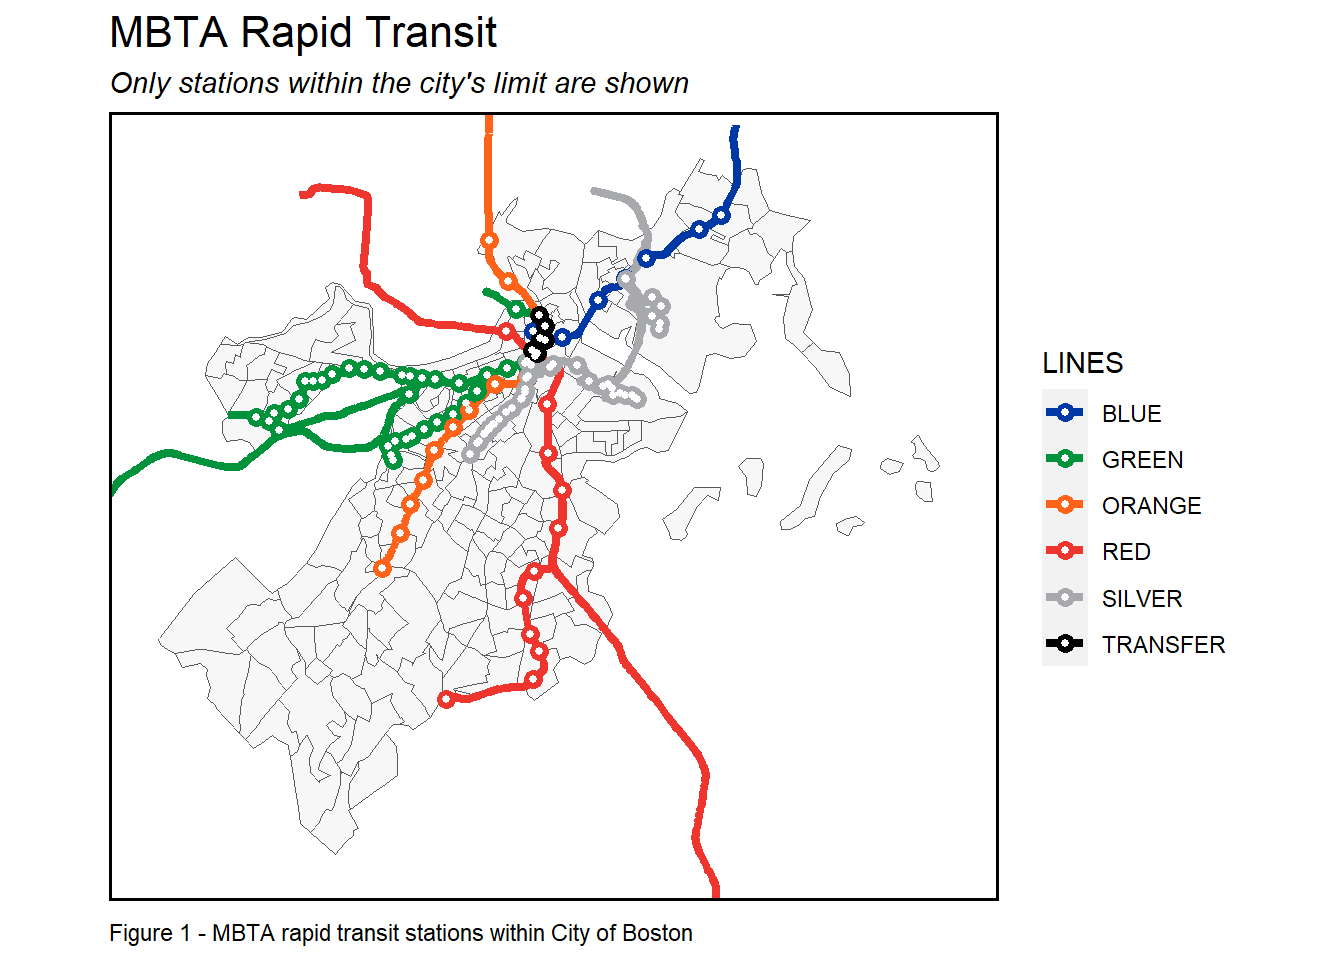 MBTA Rapid Transit
Only stations within the city's limit are shown
LINES
BLUE
GREEN
ORANGE
RED
SILVER
TRANSFER
Figure 1 - MBTA rapid transit stations within City of Boston